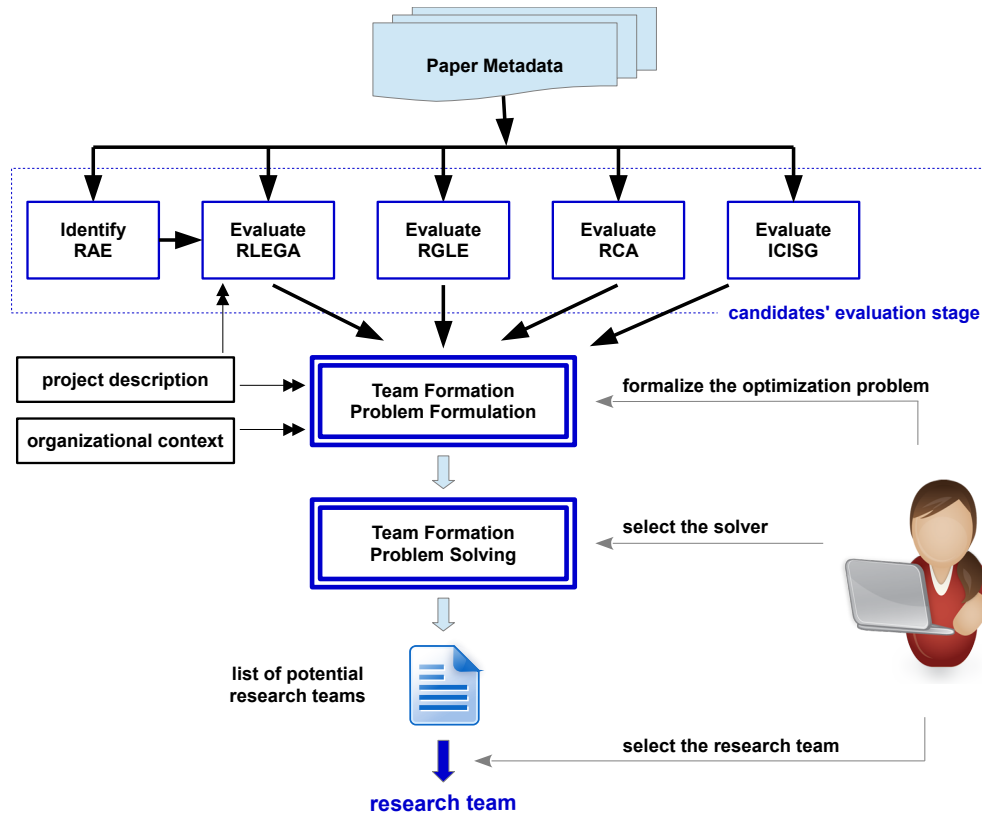 Paper Metadata
Identify
RAE
Evaluate
RLEGA
Evaluate
RGLE
Evaluate
RCA
Evaluate
ICISG
candidates' evaluation stage
project description
organizational context
Team Formation
Problem Formulation
formalize the optimization problem
Team Formation
Problem Solving
select the solver
list of potential
research teams
select the research team
research team